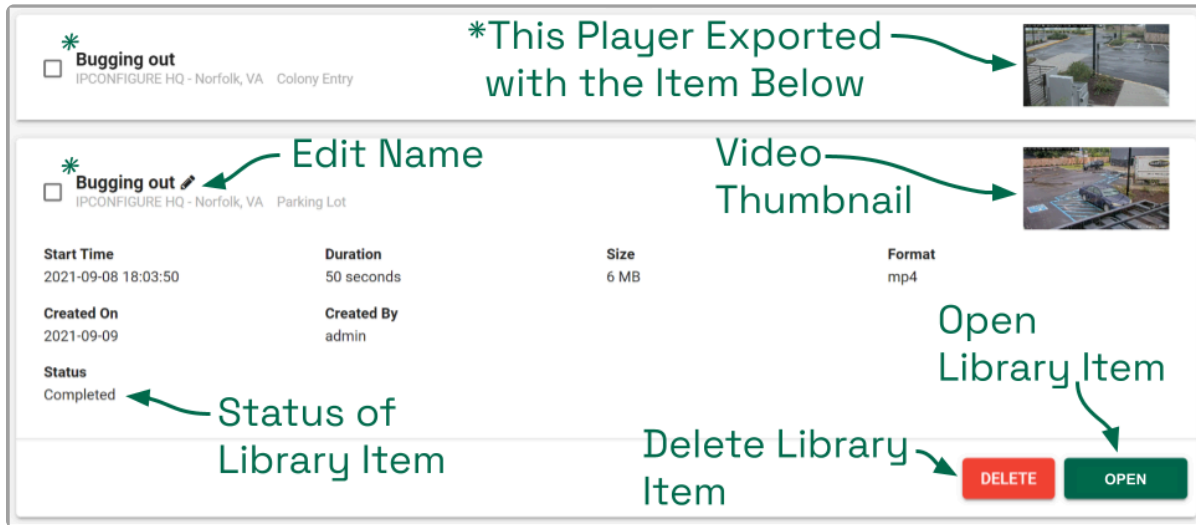 *
Bugging out
IPCONFIGURE HQ - Norfolk, VA Colony Entry
*This Player Exported
with the Item Below
*
Bugging out
IPCONFIGURE HQ - Norfolk, VA Parking Lot
Edit Name
Video
Thumbnail
Start Time Duration Size Format
2021-09-08 18:03:50 50 seconds 6 MB mp4
Created On Created By
2021-09-09 admin
Status
Completed
Status of
Library Item
Open
Library Item
Delete Library
Item
DELETE OPEN